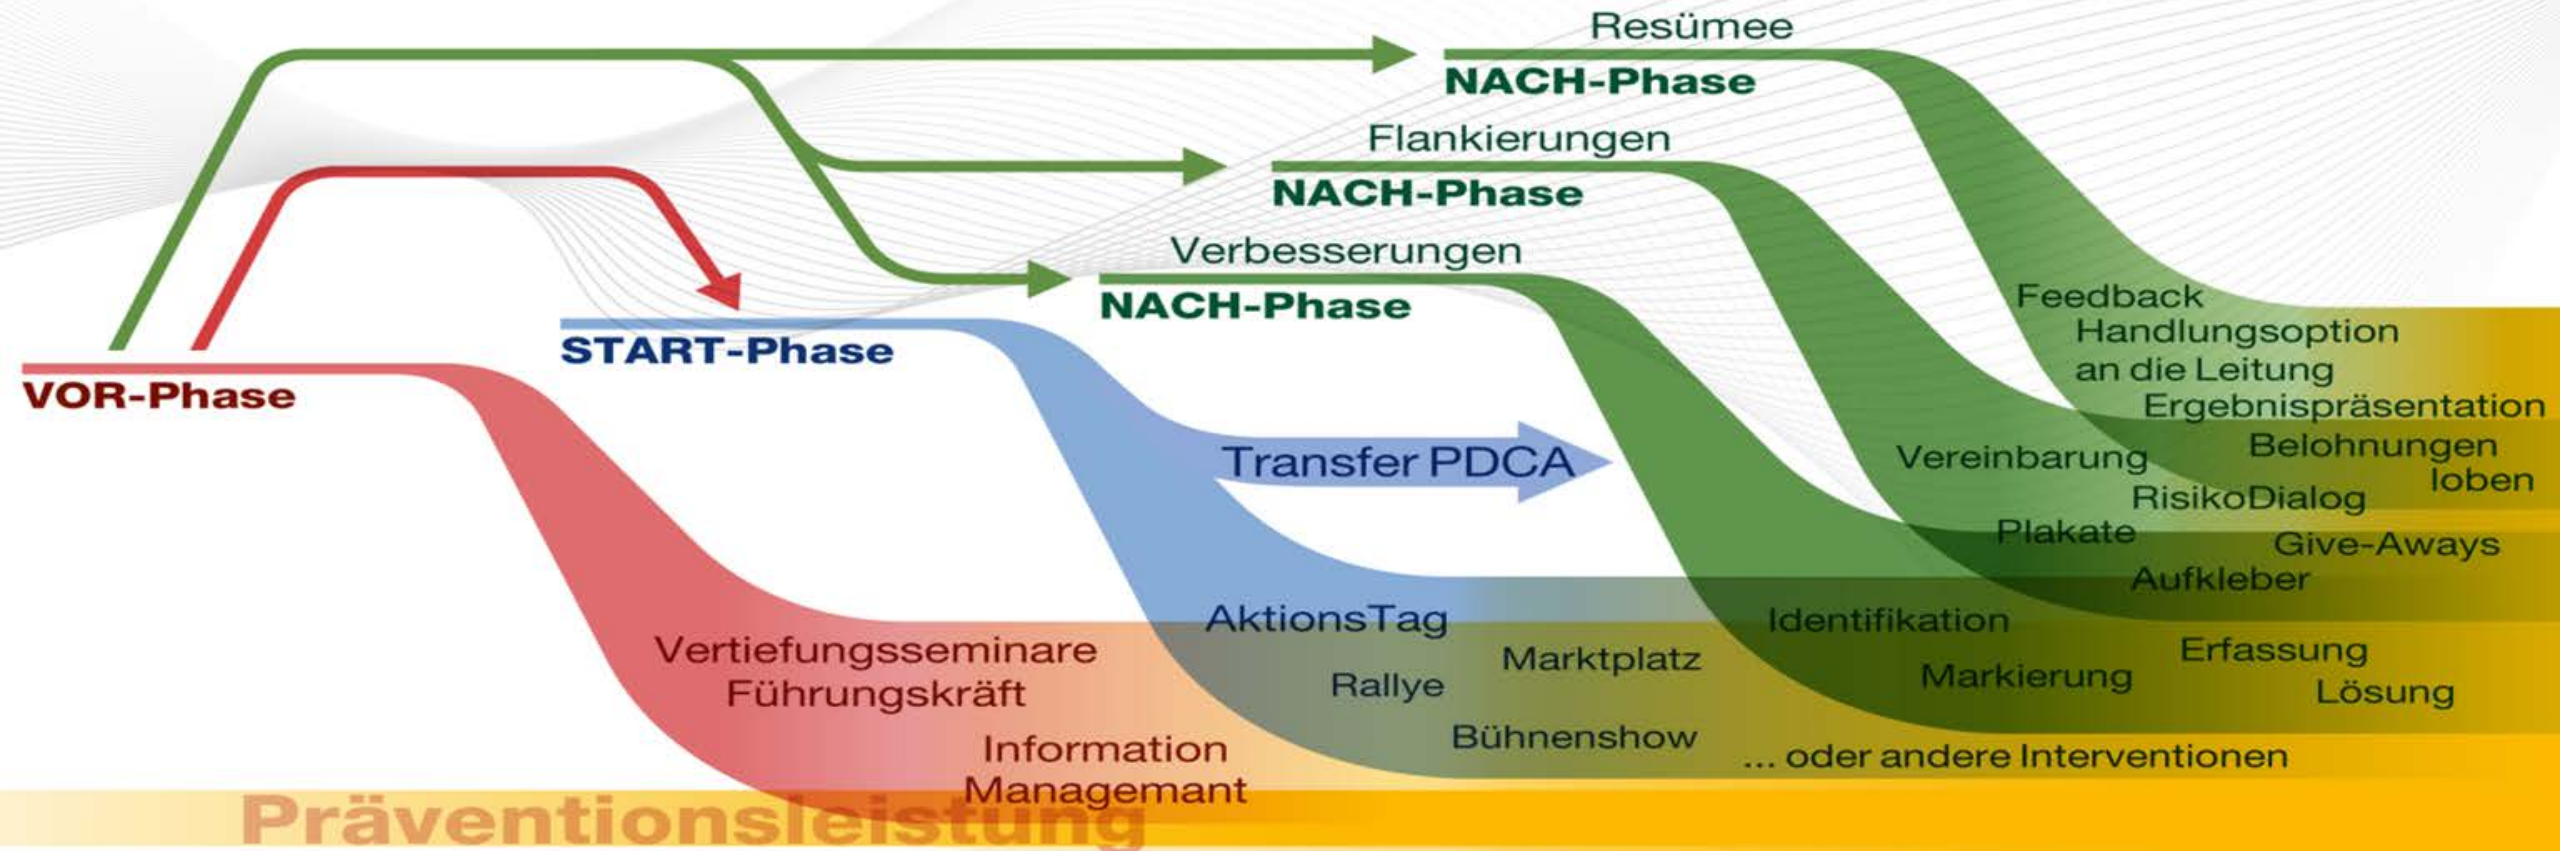 Resümee
NACH-Phase
Flankierungen
NACH-Phase
Verbesserungen
NACH-Phase
START-Phase
VOR-Phase
Transfer PDCA
Feedback
Handlungsoption
an die Leitung
Ergebnispräsentation
Belohnungen
loben
Vereinbarung
RisikoDialog
Plakate
Give-Aways
Aufkleber
Identifikation
Erfassung
Markierung
Lösung
AktionsTag
Marktplatz
Rallye
Bühnenshow
... oder andere Interventionen
Vertiefungsseminare
Führungskräft
Information
Managemant
Präventionsleistung